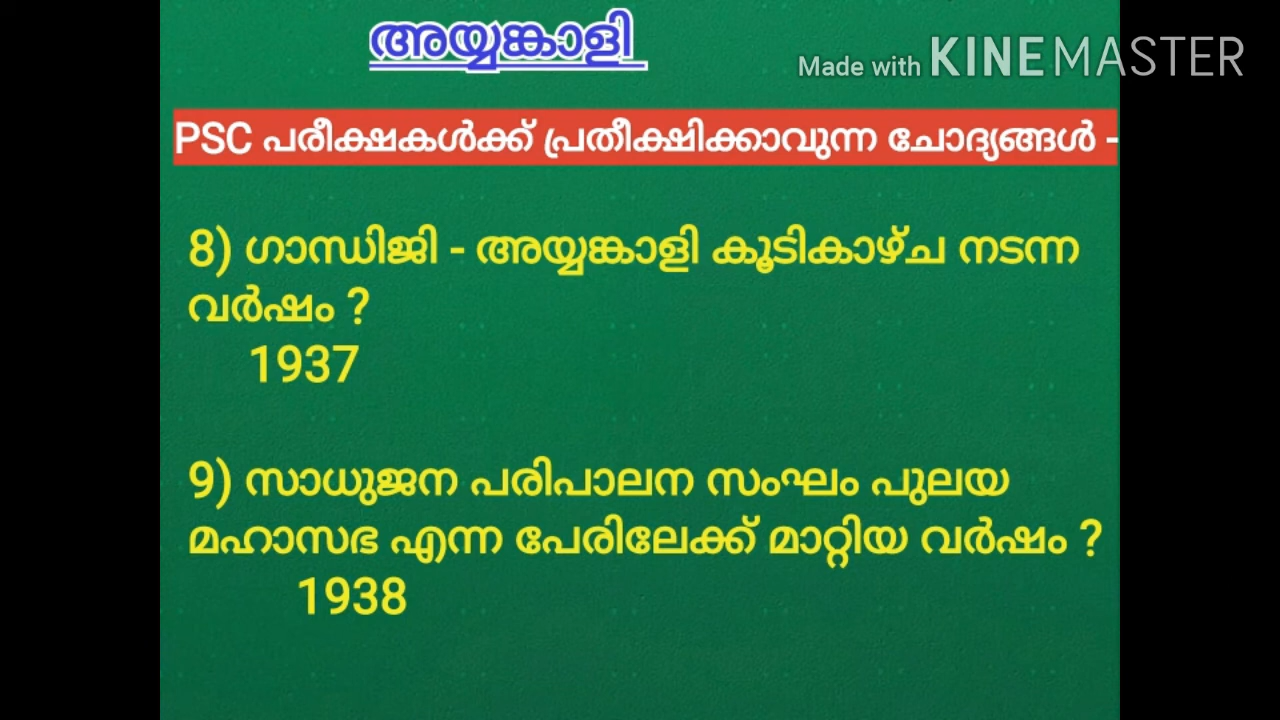 അയ്യങ്കാളി
Made with KINEMASTER
PSC പരീക്ഷകൾക്ക് പ്രതീക്ഷിക്കാവുന്ന ചോദ്യങ്ങൾ -
8) ഗാന്ധിജി - അയ്യങ്കാളി കൂടികാഴ്ച നടന്ന
വർഷം ?
1937
9) സാധുജന പരിപാലന സംഘം പുലയ
മഹാസഭ എന്ന പേരിലേക്ക് മാറ്റിയ വർഷം ?
1938